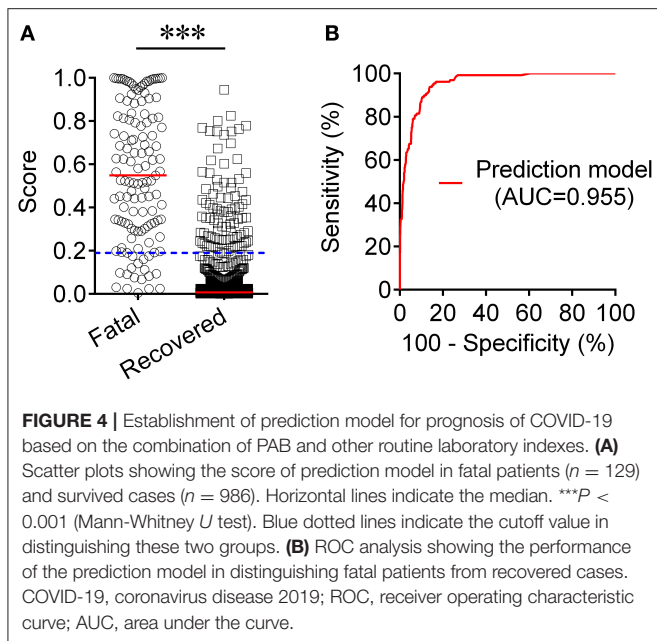 A
***
1.0
0.8
0.6
0.4
0.2
0.0
Score
Fatal
Recovered
B
100
80
60
40
20
0
Sensitivity (%)
Prediction model
(AUC=0.955)
0 20 40 60 80 100
100 - Specificity (%)
FIGURE 4 | Establishment of prediction model for prognosis of COVID-19
based on the combination of PAB and other routine laboratory indexes. (A)
Scatter plots showing the score of prediction model in fatal patients (n = 129)
and survived cases (n = 986). Horizontal lines indicate the median. ***P <
0.001 (Mann-Whitney U test). Blue dotted lines indicate the cutoff value in
distinguishing these two groups. (B) ROC analysis showing the performance
of the prediction model in distinguishing fatal patients from recovered cases.
COVID-19, coronavirus disease 2019; ROC, receiver operating characteristic
curve; AUC, area under the curve.